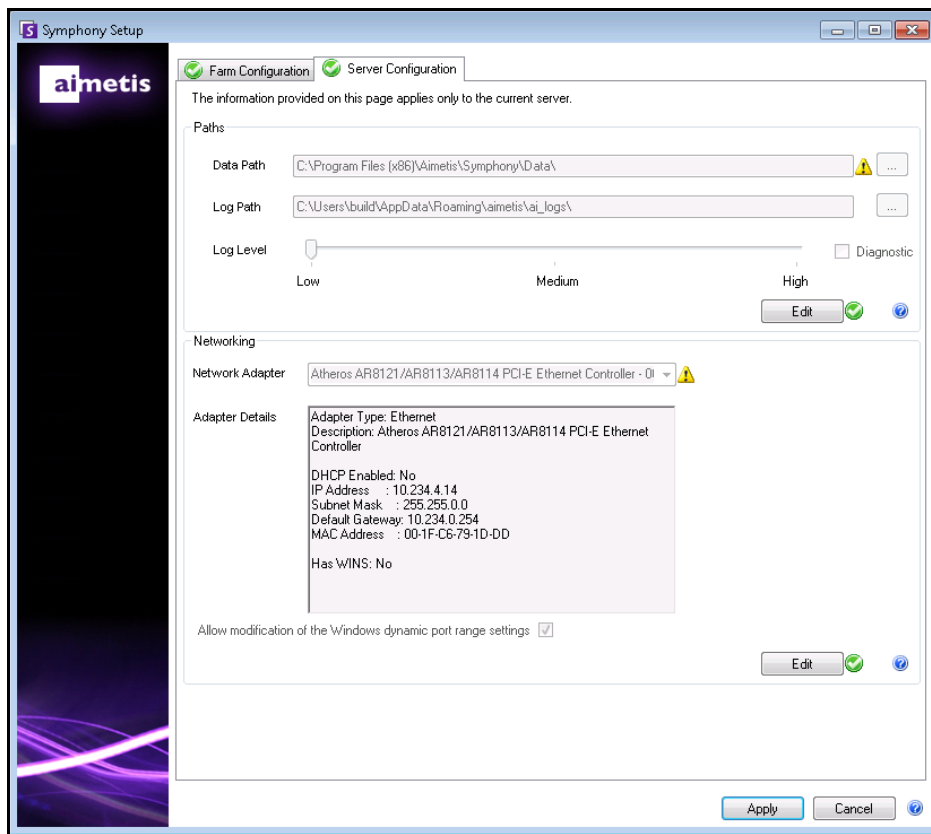 Symphony Setup
aimetis
Farm Configuration
Server Configuration
The information provided on this page applies only to the current server.
Paths
Data Path
C:\Program Files (x86)\Aimetis\Symphony\Data\
...
Log Path
C:\Users\build\AppData\Roaming\aimetis\ai_logs\
...
Log Level
Diagnostic
Low Medium High
Edit
Networking
Network Adapter
Atheros AR8121/AR8113/AR8114 PCI-E Ethernet Controller -
Adapter Details
Adapter Type: Ethernet
Description: Atheros AR8121/AR8113/AR8114 PCI-E Ethernet
Controller
DHCP Enabled: No
IP Address : 10.234.4.14
Subnet Mask : 255.255.0.0
Default Gateway: 10.234.0.254
MAC Address : 00-1F-C6-79-1D-DD
Has WINS: No
Allow modification of the Windows dynamic port range settings
Edit
Apply
Cancel